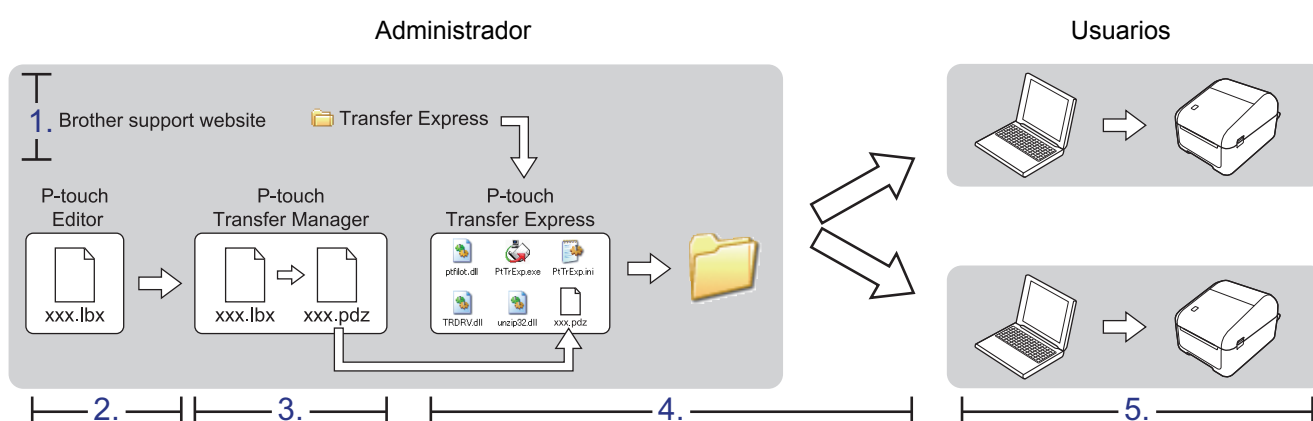 Administrador
Usuarios
1. Brother support website
Transfer Express
P-touch
Editor
xxx.lbx
P-touch
Transfer Manager
xxx.lbx
xxx.pdz
P-touch
Transfer Express
ptfilot.dll
PtTrExp.exe
PtTrExp.ini
TRDRV.dll
unzip32.dll
xxx.pdz
2.
3.
4.
5.